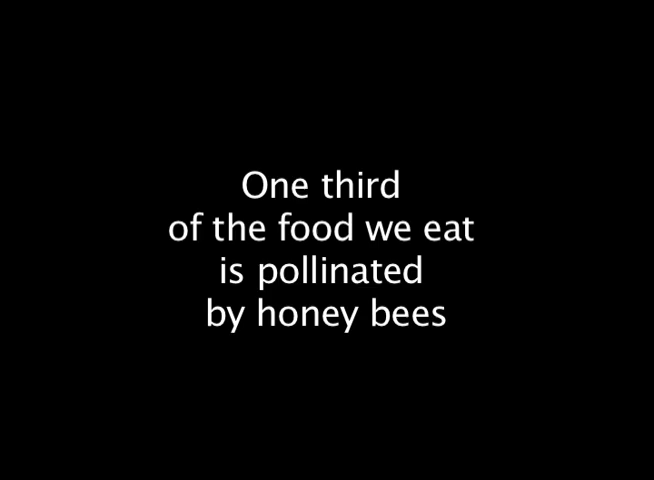 One third
of the food we eat
is pollinated
by honey bees